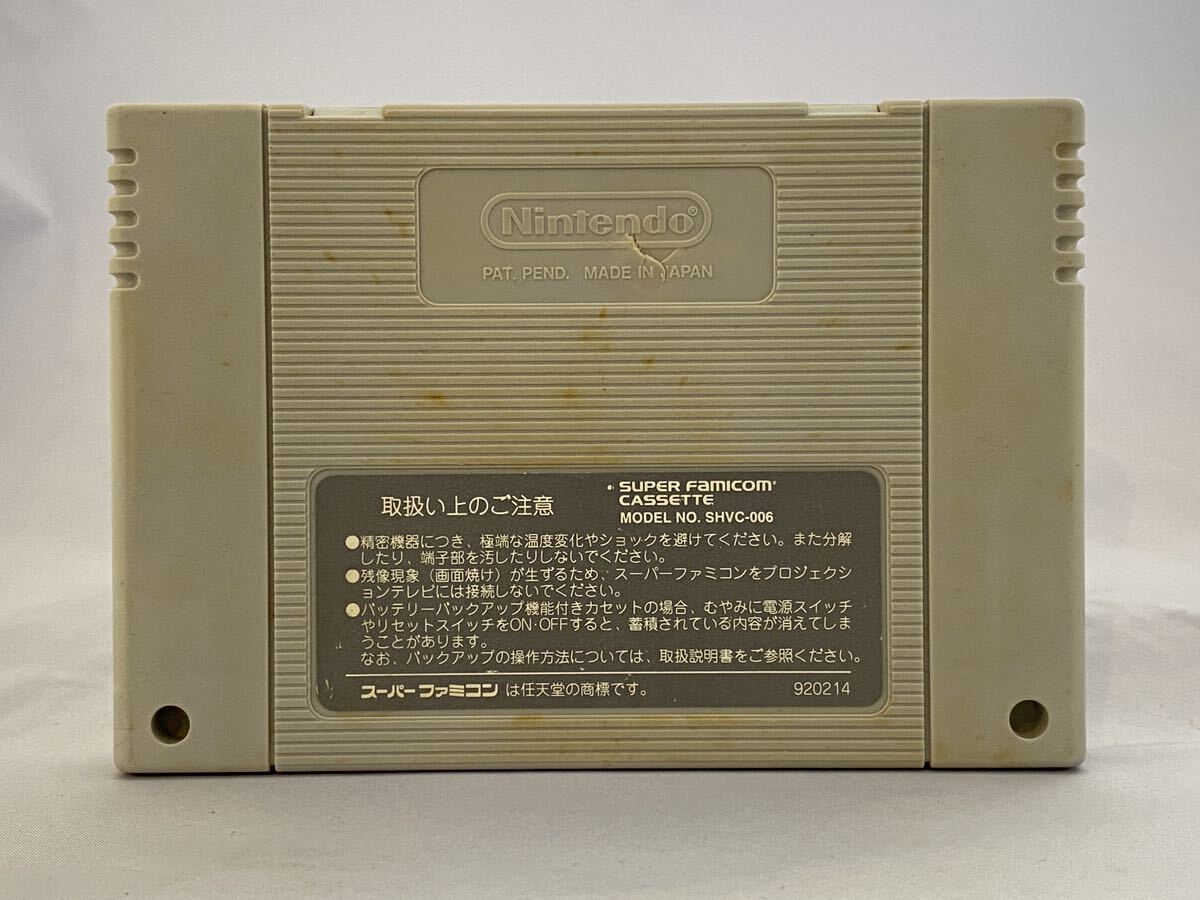 Nintendo®
PAT. PEND. MADE IN JAPAN
取扱い上のご注意
SUPER FAMICOM
CASSETTE
MODEL NO. SHVC-006
●精密機器につき、極端な温度変化やショックを避けてください。また分解
したり、端子部を汚したりしないでください。
●残像現象（画面焼け）が生ずるため、スーパーファミコンをプロジェクシ
ョンテレビには接続しないでください。
●バッテリーバックアップ機能付きカセットの場合、むやみに電源スイッチ
やリセットスイッチをON·OFFすると、蓄積されている内容が消えてしま
うことがあります。
なお、バックアップの操作方法については、取扱説明書をご参照ください。
スーパーファミコン は任天堂の商標です。 920214